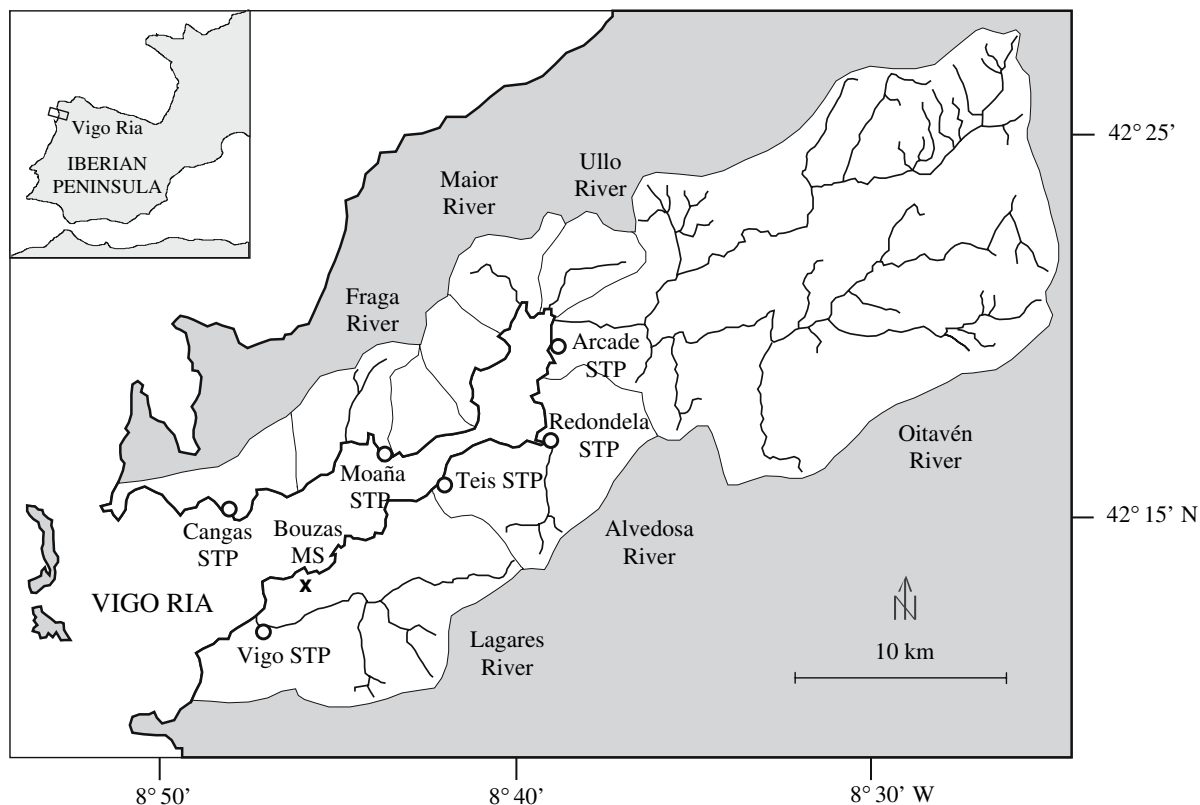 Vigo Ria
IBERIAN
PENINSULA
42° 25'
Ullo
River
Maior
River
Fraga
River
Arcade
STP
Redondela
STP
Oitavén
River
Moaña
STP
Teis STP
42° 15' N
Cangas
STP
Bouzas
MS
x
Alvedosa
River
VIGO RIA
N
Vigo STP
Lagares
River
10 km
8° 50'
8° 40'
8° 30' W